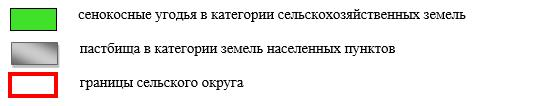 сенокосные угодья в категории сельскохозяйственных земель
пастбища в категории земель населенных пунктов
границы сельского округа